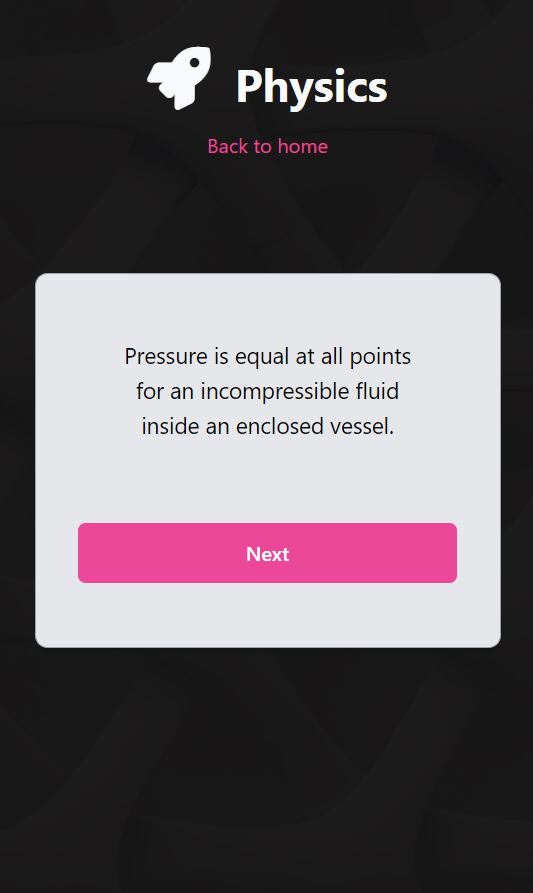 Physics
Back to home
Pressure is equal at all points
for an incompressible fluid
inside an enclosed vessel.
Next